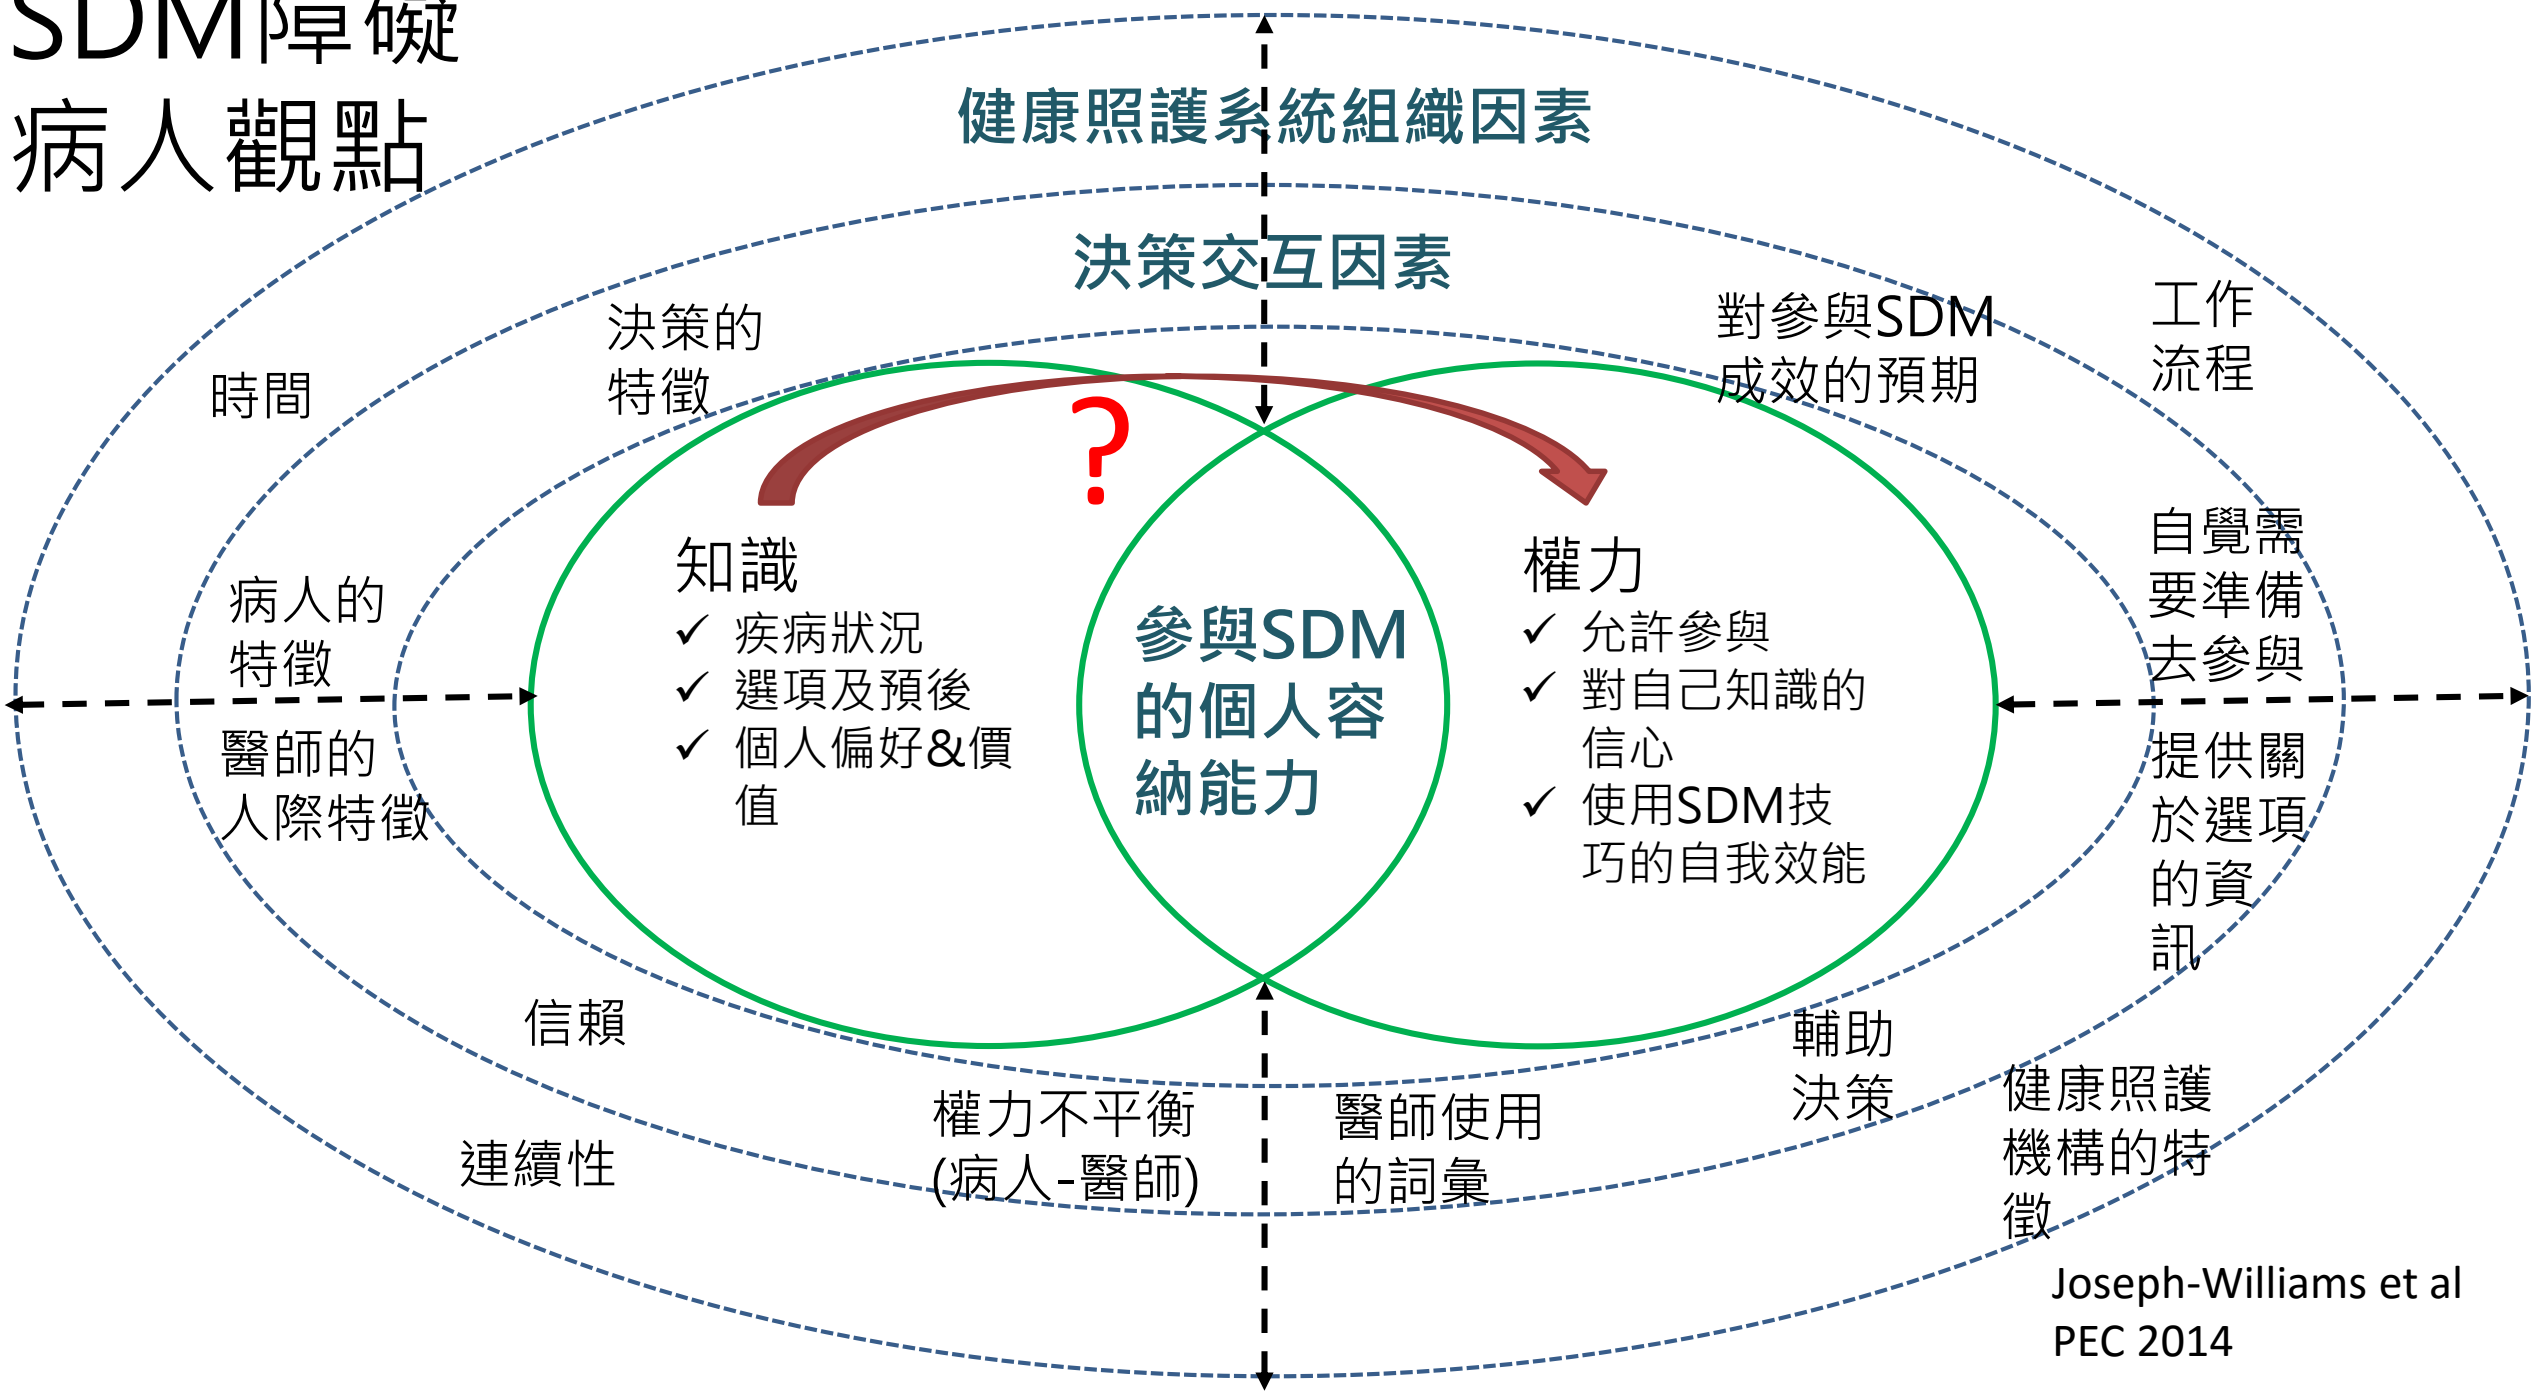 SDM障礙
病人觀點
健康照護系統組織因素
決策交互因素
決策的
特徵
對參與SDM
成效的預期
工作
流程
時間
?
自覺需
要準備
去參與
病人的
特徵
知識
✓ 疾病狀況
✓ 選項及預後
✓ 個人偏好&價
值
參與SDM
的個人容
納能力
權力
✓ 允許參與
✓ 對自己知識的
信心
✓ 使用SDM技
巧的自我效能
醫師的
人際特徵
提供關
於選項
的資
訊
信賴
輔助
決策
連續性
權力不平衡
(病人-醫師)
醫師使用
的詞彙
健康照護
機構的特
徵
Joseph-Williams et al
PEC 2014